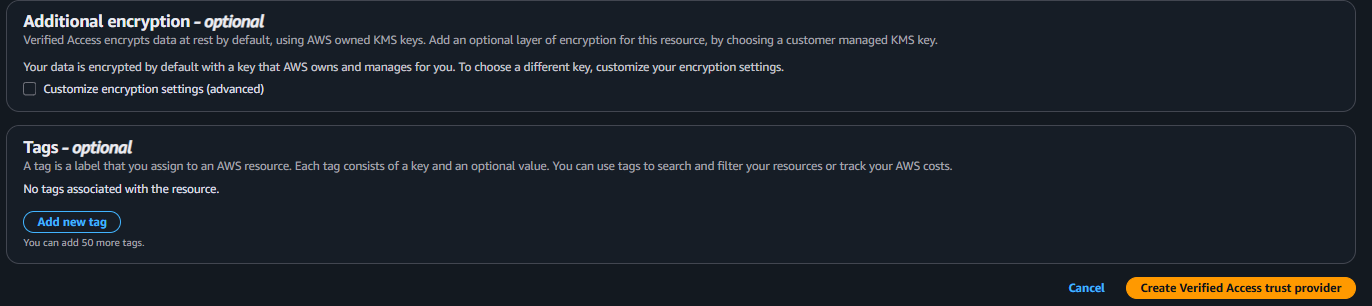 Additional encryption - optional
Verified Access encrypts data at rest by default, using AWS owned KMS keys. Add an optional layer of encryption for this resource, by choosing a customer managed KMS key.
Your data is encrypted by default with a key that AWS owns and manages for you. To choose a different key, customize your encryption settings.
Customize encryption settings (advanced)
Tags - optional
A tag is a label that you assign to an AWS resource. Each tag consists of a key and an optional value. You can use tags to search and filter your resources or track your AWS costs.
No tags associated with the resource.
Add new tag
You can add 50 more tags.
Cancel Create Verified Access trust provider